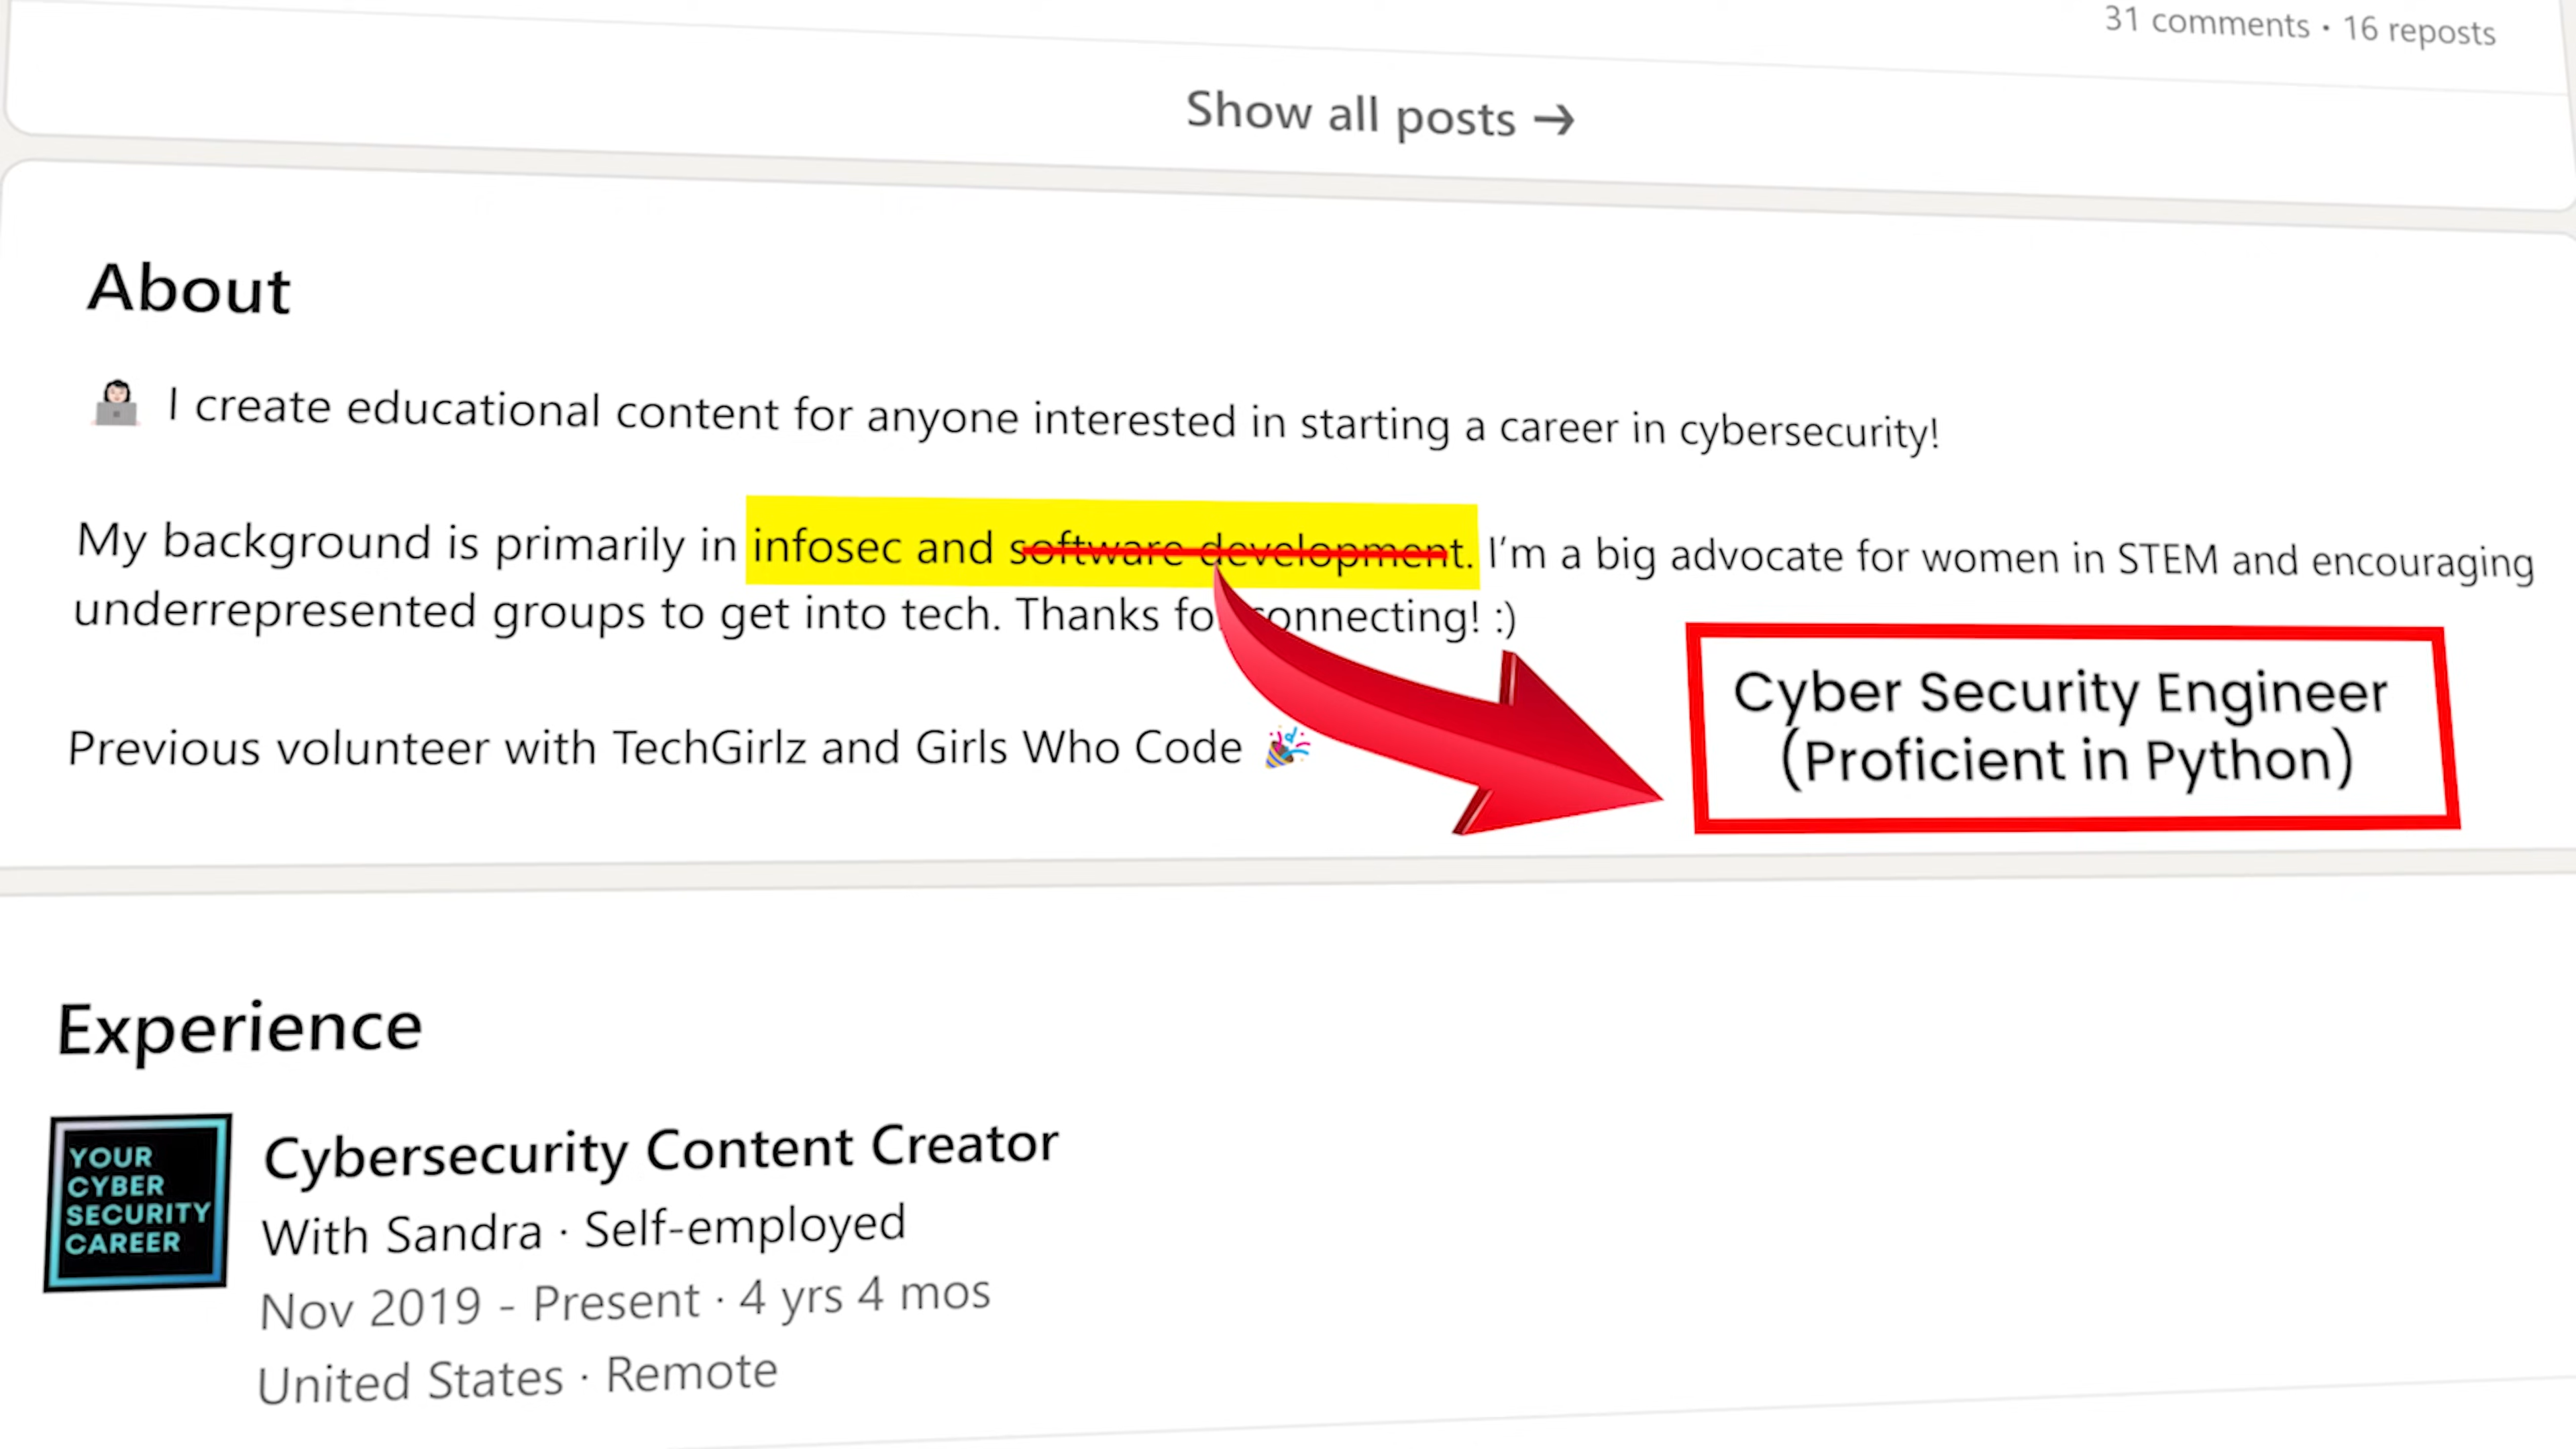 31 comments • 16 reposts
Show all posts →
About
I create educational content for anyone interested in starting a career in cybersecurity!
My background is primarily in infosec and software development. I’m a big advocate for women in STEM and encouraging
underrepresented groups to get into tech. Thanks for connecting! :)
Cyber Security Engineer
(Proficient in Python)
Previous volunteer with TechGirlz and Girls Who Code
Experience
YOUR
CYBER
SECURITY
CAREER
Cybersecurity Content Creator
With Sandra · Self-employed
Nov 2019 - Present · 4 yrs 4 mos
United States · Remote